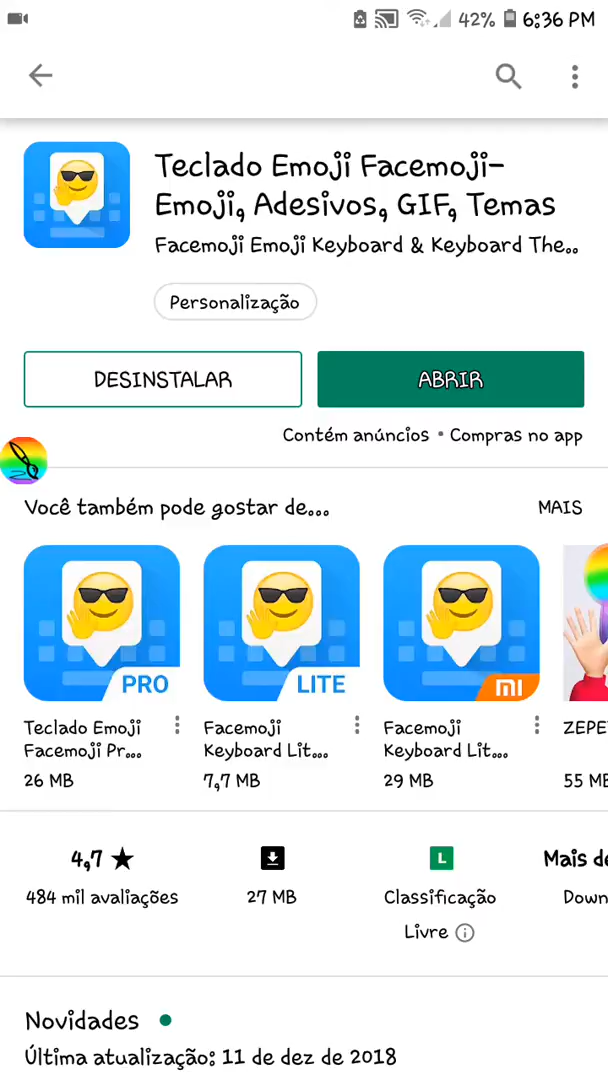 42% 6:36 PM
Teclado Emoji Facemoji-
Emoji, Adesivos, GIF, Temas
Facemoji Emoji Keyboard & Keyboard The..
Personalização
DESINSTALAR
ABRIR
Contém anúncios • Compras no app
Você também pode gostar de...
MAIS
PRO
LITE
MI
Teclado Emoji
Facemoji Pr...
26 MB
Facemoji
Keyboard Lit...
7,7 MB
Facemoji
Keyboard Lit...
29 MB
ZEPE
55 MB
4,7 ★
484 mil avaliações
27 MB
L
Classificação
Livre
Mais de
Down
Novidades
Última atualização: 11 de dez de 2018